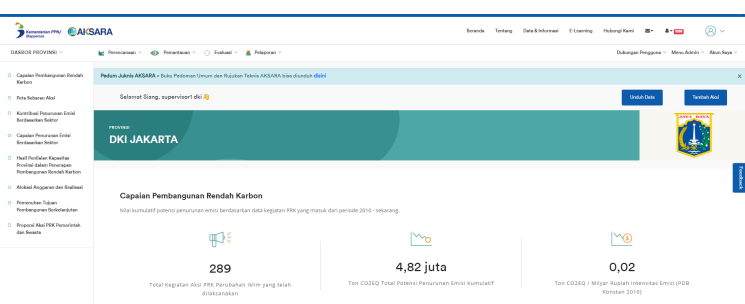 Kementerian PPN/
Bappenas
AKSARA
Beranda Tentang Data & Informasi E-Learning Hubungi Kami
DASBOR PROVINSI
Perencanaan Pemantauan Evaluasi Pelaporan
Dukungan Pengguna Menu Admin Akun Saya
Capaian Pembangunan Rendah
Karbon
Peta Sebaran Aksi
Kontribusi Penurunan Emisi
Berdasarkan Sektor
Capaian Penurunan Emisi
Berdasarkan Sektor
Hasil Penilaian Kapasitas
Provinsi dalam Penerapan
Pembangunan Rendah Karbon
Alokasi Anggaran dan Realisasi
Pemenuhan Tujuan
Pembangunan Berkelanjutan
Proporsi Aksi PRK Pemerintah
dan Swasta
Pedum Juknis AKSARA - Buku Pedoman Umum dan Rujukan Teknis AKSARA bisa diunduh disini
×
Selamat Siang, supervisor1 dki 👋
Unduh Data
Tambah Aksi
PROVINSI
DKI JAKARTA
JAYA RAYA
Feedback
Capaian Pembangunan Rendah Karbon
Nilai kumulatif potensi penurunan emisi berdasarkan data kegiatan PRK yang masuk dari periode 2010 - sekarang.
289
Total Kegiatan Aksi PRK Perubahan Iklim yang telah
dilaksanakan
4,82 juta
Ton CO2EQ Total Potensi Penurunan Emisi Kumulatif
0,02
Ton CO2EQ / Milyar Rupiah Intensitas Emisi (PDB
Konstan 2010)